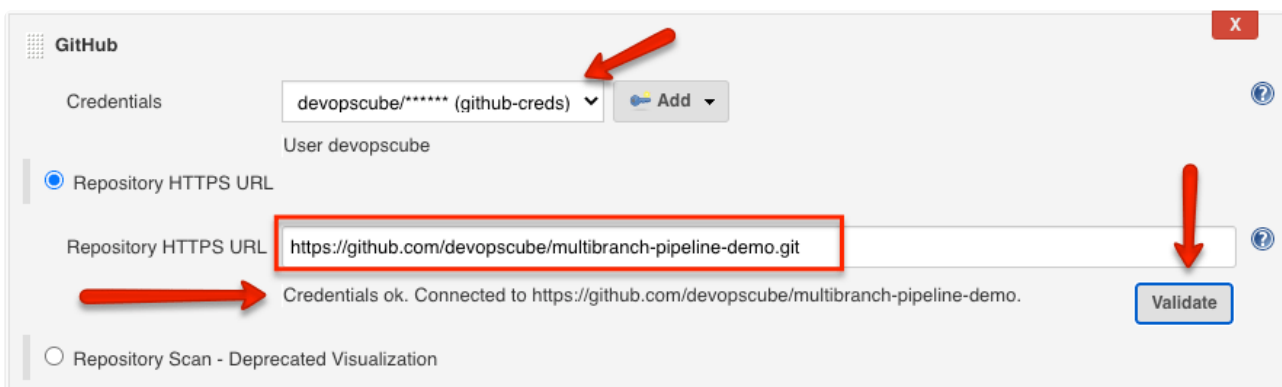 X
GitHub
Credentials
devopscube/****** (github-creds)
Add
?
User devopscube
Repository HTTPS URL
Repository HTTPS URL
https://github.com/devopscube/multibranch-pipeline-demo.git
?
Credentials ok. Connected to https://github.com/devopscube/multibranch-pipeline-demo.
Validate
Repository Scan - Deprecated Visualization